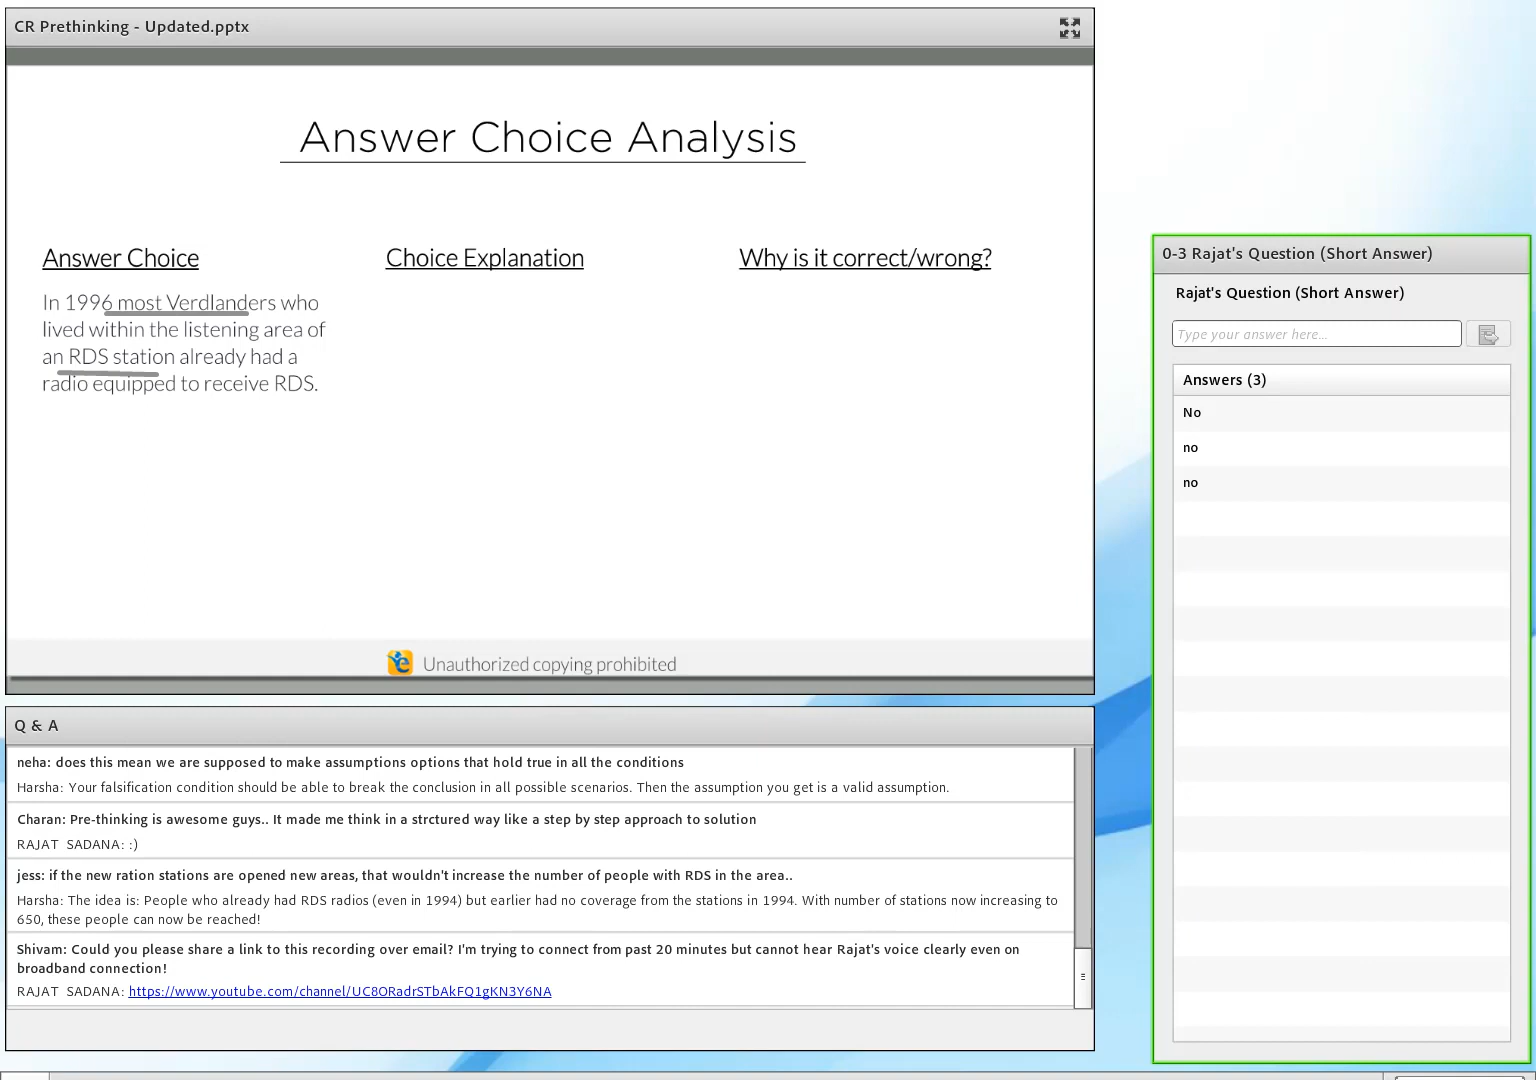 CR Prethinking - Updated.pptx
Answer Choice Analysis
Answer Choice
Choice Explanation
Why is it correct/wrong?
In 1996 most Verdlanders who
lived within the listening area of
an RDS station already had a
radio equipped to receive RDS.
Unauthorized copying prohibited
Q & A
neha: does this mean we are supposed to make assumptions options that hold true in all the conditions
Harsha: Your falsification condition should be able to break the conclusion in all possible scenarios. Then the assumption you get is a valid assumption.
Charan: Pre-thinking is awesome guys.. It made me think in a strctured way like a step by step approach to solution
RAJAT SADANA: :)
jess: if the new ration stations are opened new areas, that wouldn't increase the number of people with RDS in the area..
Harsha: The idea is: People who already had RDS radios (even in 1994) but earlier had no coverage from the stations in 1994. With number of stations now increasing to
650, these people can now be reached!
Shivam: Could you please share a link to this recording over email? I'm trying to connect from past 20 minutes but cannot hear Rajat's voice clearly even on
broadband connection!
RAJAT SADANA: https://www.youtube.com/channel/UC8ORadrSTbAkFQ1gKN3Y6NA
0-3 Rajat's Question (Short Answer)
Rajat's Question (Short Answer)
Type your answer here...
Answers (3)
No
no
no